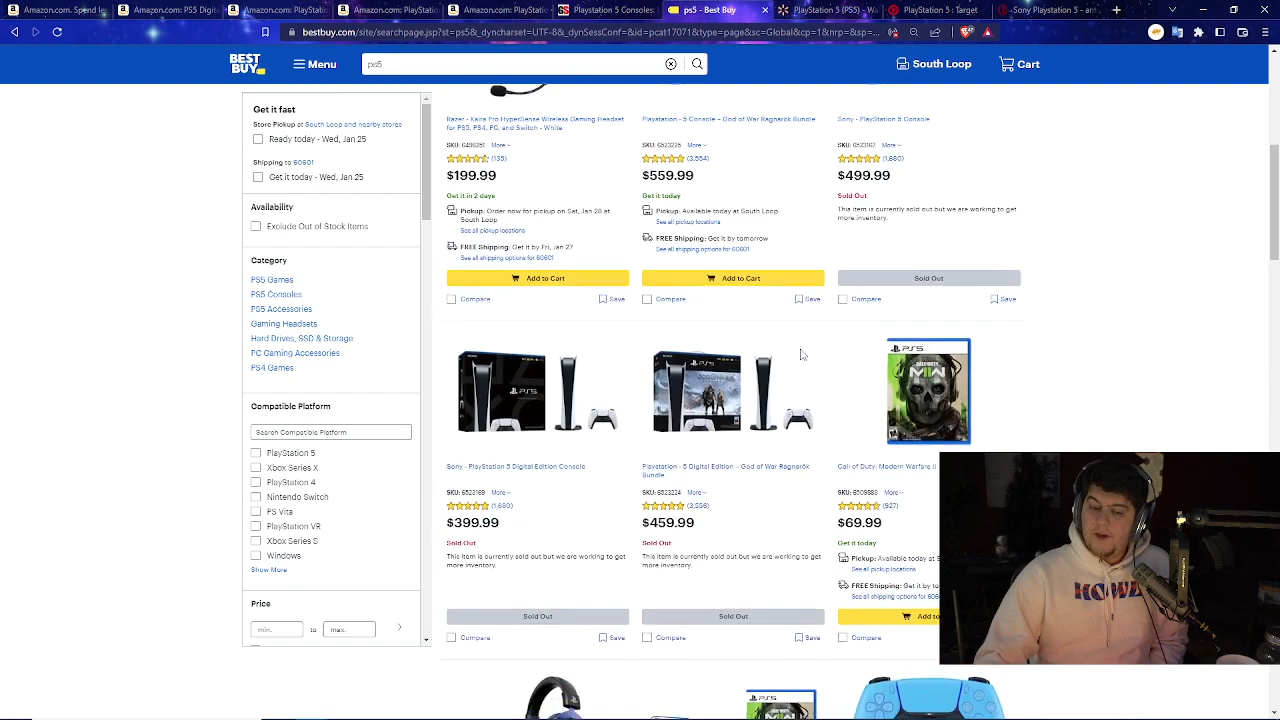 Amazon.com. Spend le
Amazon.com: PS5 Digit
Amazon.com: PlayStati
Amazon.com: PlayStati
Playstation 5 Consoles,
ps5 - Best Buy
Playstation 5 (PS5) - W
Playstation 5 : Target
Sony Playstation 5 - an
bestbuy.com/site/searchpage.jsp?st=ps5&_dyncharset=UTF-8&_dynSessConf=&id=pcat17071&type=page&sc=Global&cp=1&nrp=&sp=...
BEST BUY
Menu
ps5
South Loop
Cart
Get it fast
Store Pickup at South Loop and nearby stores
Ready today - Wed, Jan 25
Shipping to 60601
Get it today - Wed, Jan 25
Availability
Exclude Out of Stock Items
Category
PS5 Games
PS5 Consoles
PS5 Accessories
Gaming Headsets
Hard Drives, SSD & Storage
PC Gaming Accessories
PS4 Games
Compatible Platform
Search Compatible Platform
PlayStation 5
Xbox Series X
PlayStation 4
Nintendo Switch
PS Vita
PlayStation VR
Xbox Series S
Windows
Show More
Price
min.
to
max.
Razer - Kaira Pro HyperSense Wireless Gaming Headset
for PS5, PS4, PC, and Switch - White
More
(135)
$199.99
Get it in 2 days
Pickup: Order now for pickup on Sat, Jan 28 at
South Loop
See all pickup locations
FREE Shipping: Get it by Fri, Jan 27
See all shipping options for 60601
Add to Cart
Compare
Save
Playstation - 5 Console – God of War Ragnarök Bundle
SKU: 6523225 More
(3,554)
$559.99
Get it today
Pickup: Available today at South Loop
See all pickup locations
FREE Shipping: Get it by tomorrow
See all shipping options for 60601
Add to Cart
Compare
Save
Sony - PlayStation 5 Console
SKU: 6523167 More
(1,680)
$499.99
Sold Out
This item is currently sold out but we are working to get
more inventory.
Sold Out
Compare
Save
PS5
Sony - PlayStation 5 Digital Edition Console
SKU: 6523169 More
(1,680)
$399.99
Sold Out
This item is currently sold out but we are working to get
more inventory.
Sold Out
Compare
Save
PS5
Playstation - 5 Digital Edition – God of War Ragnarök
Bundle
SKU: 6523224 More
(3,556)
$459.99
Sold Out
This item is currently sold out but we are working to get
more inventory.
Sold Out
Compare
Save
PS5
MW
Call of Duty: Modern Warfare II
More
(927)
$69.99
Get it today
Pickup: Available today at S
See all pickup locations
FREE Shipping: Get it by to
See all shipping options for 606
Add to
Compare
PS5